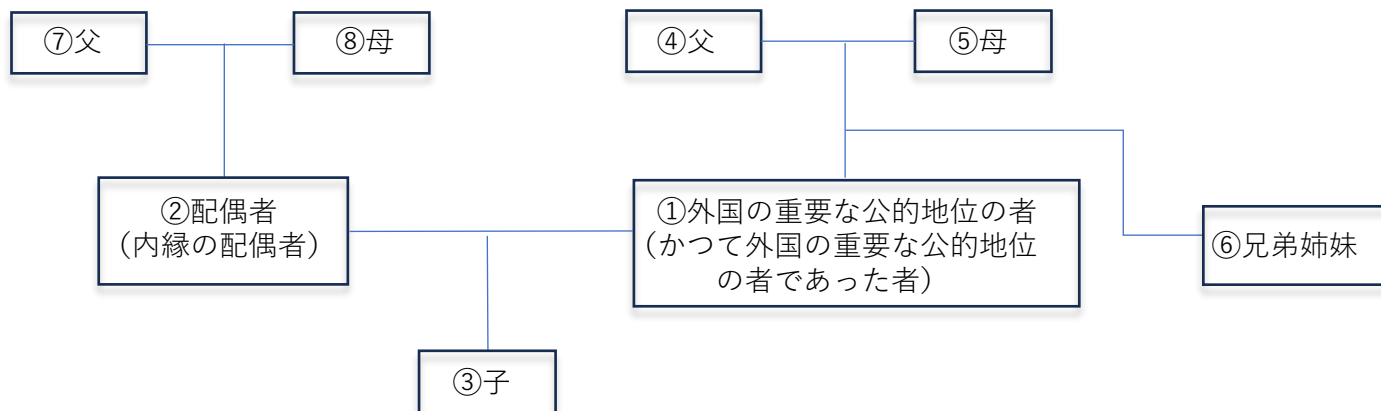 ⑦父
⑧母
④父
⑤母
②配偶者
（内縁の配偶者）
①外国の重要な公的地位の者
（かつて外国の重要な公的地位
の者であった者）
⑥兄弟姉妹
③子